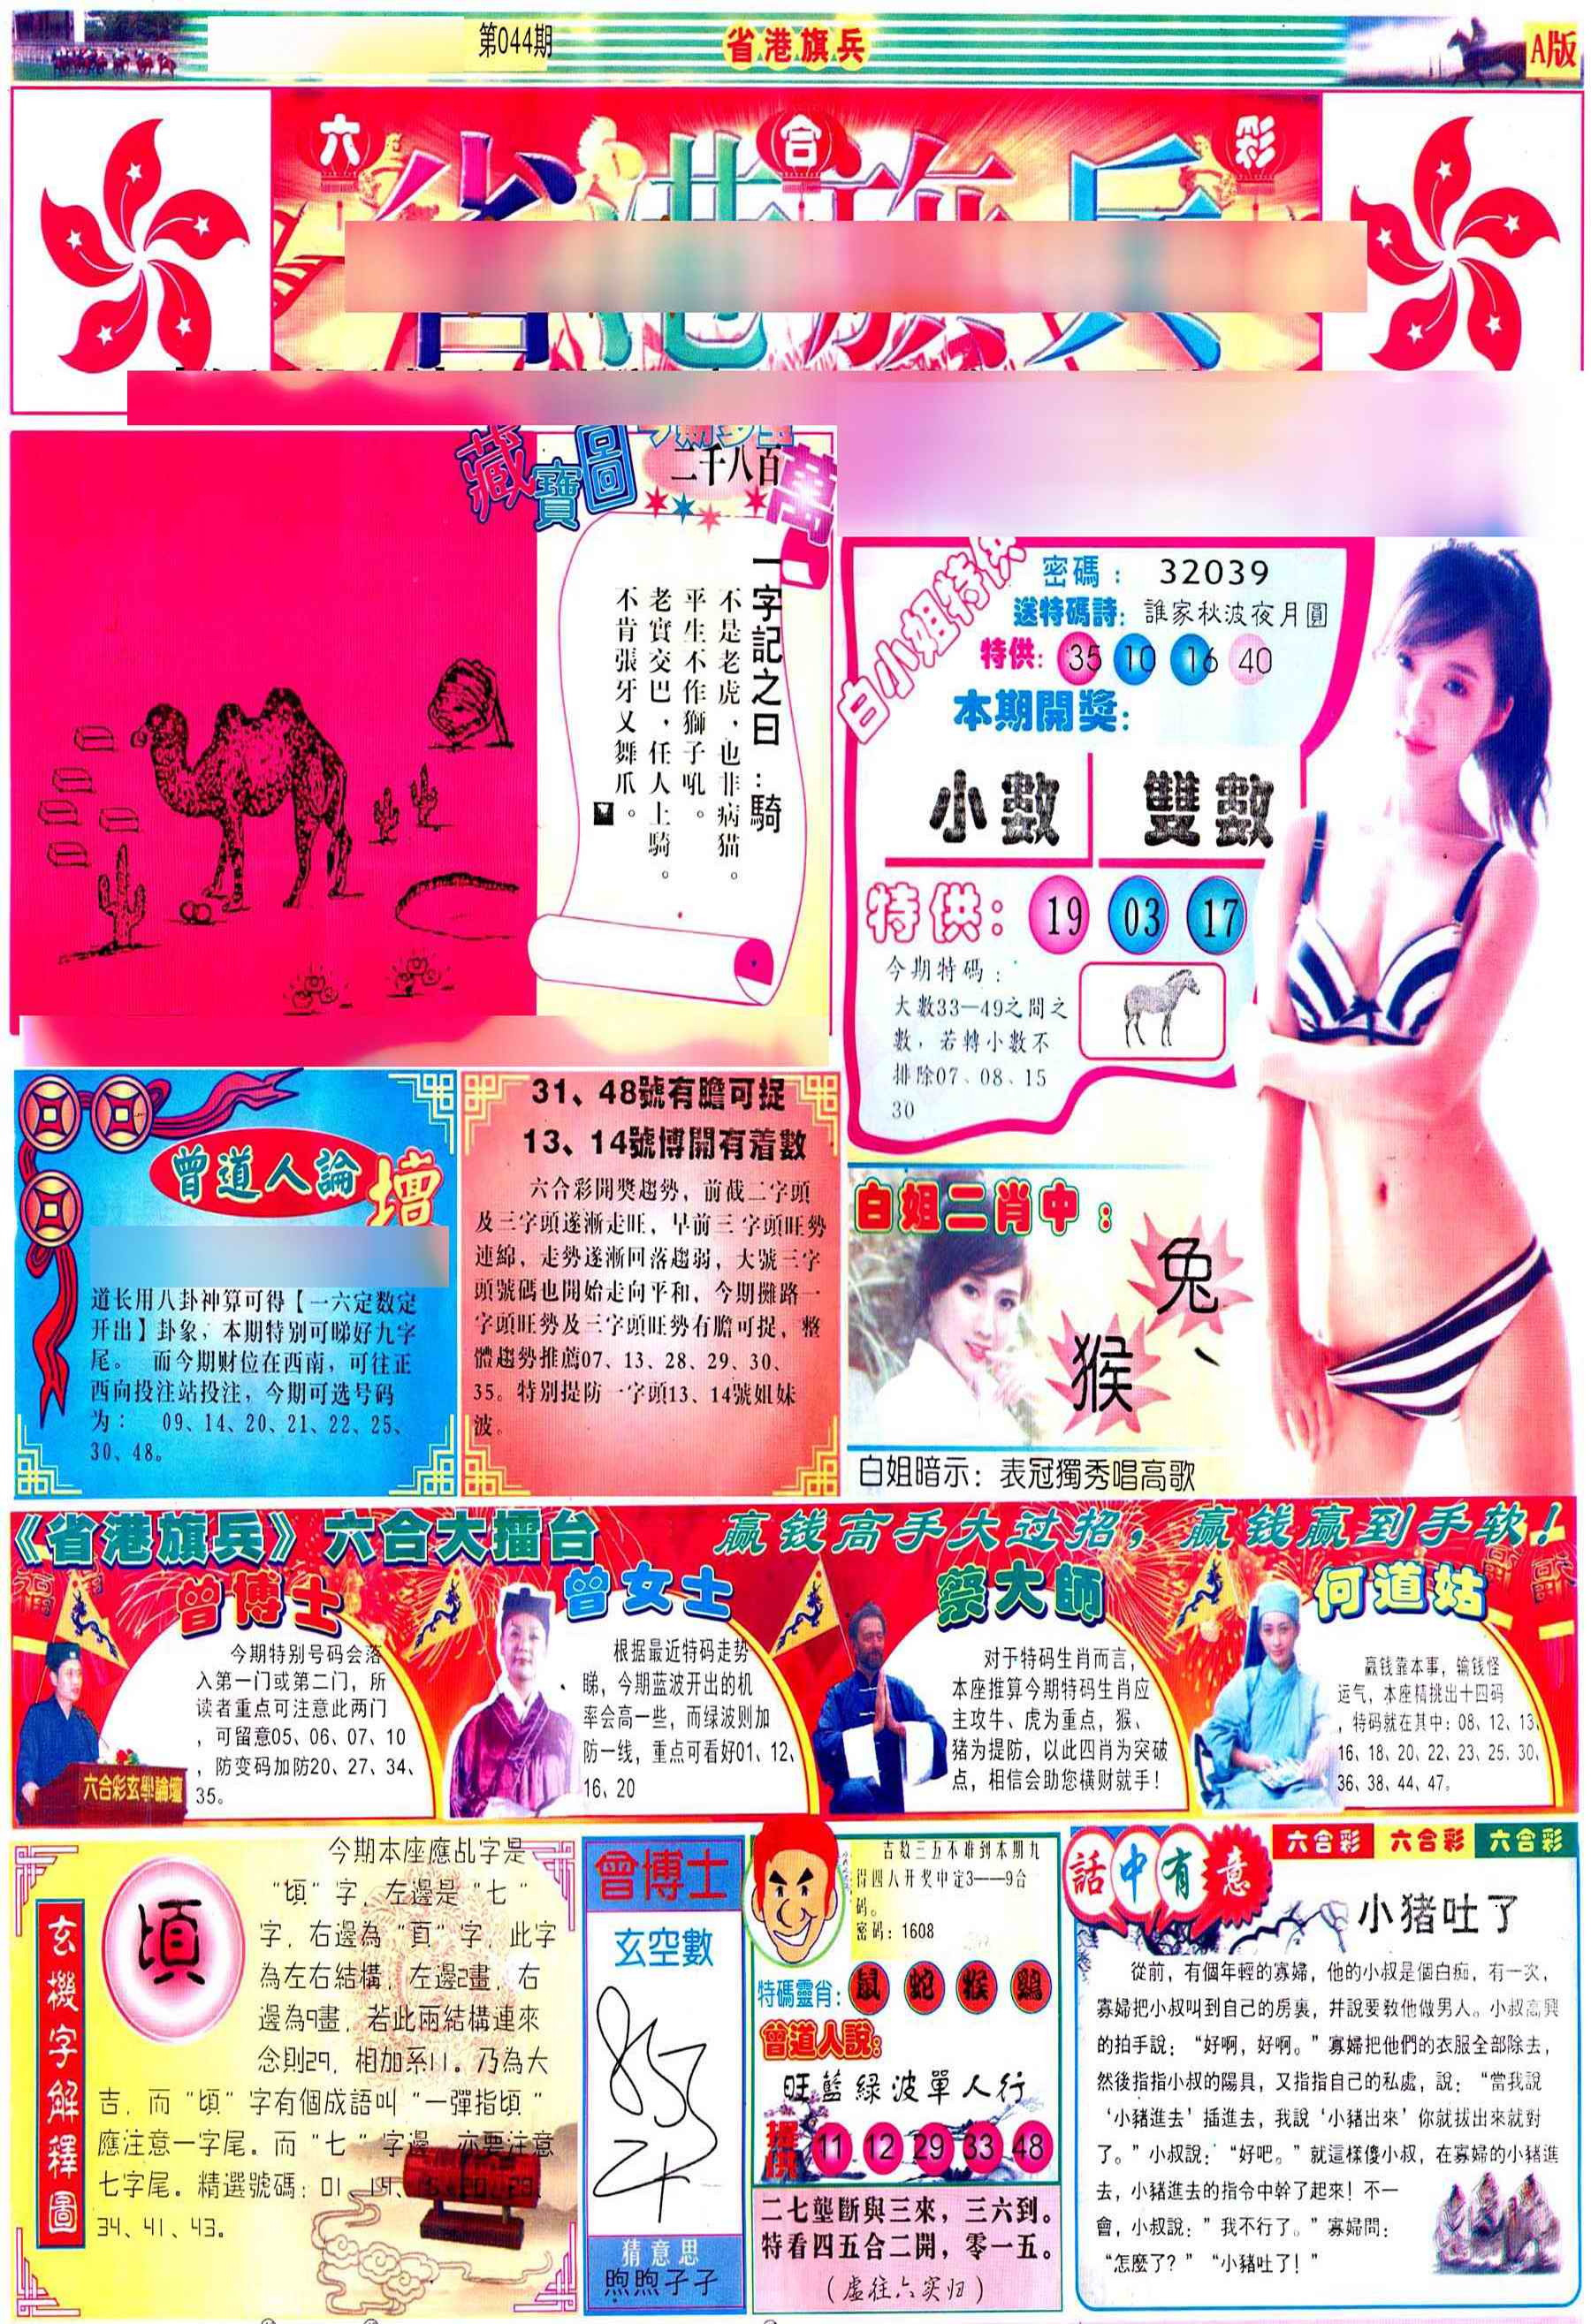 第044期
省港旗兵
A版
六合彩
省港旗兵
藏寶圖
二千八百
萬
一字記之曰：騎
不是老虎，也非病猫。
平生不作獅子吼。
老實交巴，任人上騎。
不肯張牙又舞爪。
白小姐特供
密碼： 32039
送特碼詩：誰家秋波夜月圓
特供：35 10 16 40
本期開獎：
小數 雙數
特供：19 03 17
今期特碼：
大數33—49之間之
數，若轉小數不
排除07、08、15
30
曾道人論壇
道长用八卦神算可得【一六定数定
开出】卦象，本期特别可睇好九字
尾。 而今期财位在西南，可往正
西向投注站投注，今期可选号码
为： 09、14、20、21、22、25、
30、48。
31、48號有膽可捉
13、14號博開有着數
六合彩開獎趨勢，前截二字頭
及三字頭遂漸走旺，早前三字頭旺勢
連綿，走勢遂漸回落趨弱，大號三字
頭號碼也開始走向平和，今期攤路一
字頭旺勢及三字頭旺勢有膽可捉，整
體趨勢推薦07、13、28、29、30、
35。特別提防一字頭13、14號姐妹
波。
白姐二肖中：
兔、
猴
白姐暗示：表冠獨秀唱高歌
《省港旗兵》六合大擂台
赢钱高手大过招，赢钱赢到手软！
曾博士
今期特别号码会落
入第一门或第二门，所
读者重点可注意此两门
，可留意05、06、07、10
，防变码加防20、27、34、
35。
六合彩玄學論壇
曾女士
根据最近特码走势
睇，今期蓝波开出的机
率会高一些，而绿波则加
防一线，重点可看好01、12、
16、20
蔡大師
对于特码生肖而言，
本座推算今期特码生肖应
主攻牛、虎为重点，猴、
猪为提防，以此四肖为突破
点，相信会助您横财就手！
何道姑
赢钱靠本事，输钱怪
运气，本座精挑出十四码
，特码就在其中：08、12、13、
16、18、20、22、23、25、30、
36、38、44、47。
玄機字解釋圖
頃
今期本座應乩字是
“頃”字，左邊是“七”
字，右邊為“頁”字，此字
為左右結構，左邊2畫，右
邊為9畫，若此兩結構連來
念則29，相加系11。乃為大
吉，而“頃”字有個成語叫“一彈指頃”
應注意一字尾。而“七”字邊，亦要注意
七字尾。精選號碼：01、14、15、20、29、
34、41、43。
曾博士
玄空數
猜意思
煦煦孑孑
吉数三五不难到本期九
得四八开奖中定3——9合
码。
密码：1608
特碼靈肖：鼠 蛇 猴 鷄
曾道人說：
旺藍緑波單人行
提供 11 12 29 33 48
二七壟斷與三來，三六到。
特看四五合二開，零一五。
（虚往六实归）
話中有意
六合彩 六合彩 六合彩
小猪吐了
從前，有個年輕的寡婦，他的小叔是個白痴，有一次，
寡婦把小叔叫到自己的房裏，幷說要教他做男人。小叔高興
的拍手說：“好啊，好啊。”寡婦把他們的衣服全部除去，
然後指指小叔的陽具，又指指自己的私處，說：“當我說
‘小豬進去’插進去，我說‘小豬出來’你就拔出來就對
了。”小叔說：“好吧。”就這樣傻小叔，在寡婦的小豬進
去，小豬進去的指令中幹了起來！不一
會，小叔說：”我不行了。”寡婦問：
“怎麼了？”“小豬吐了！”